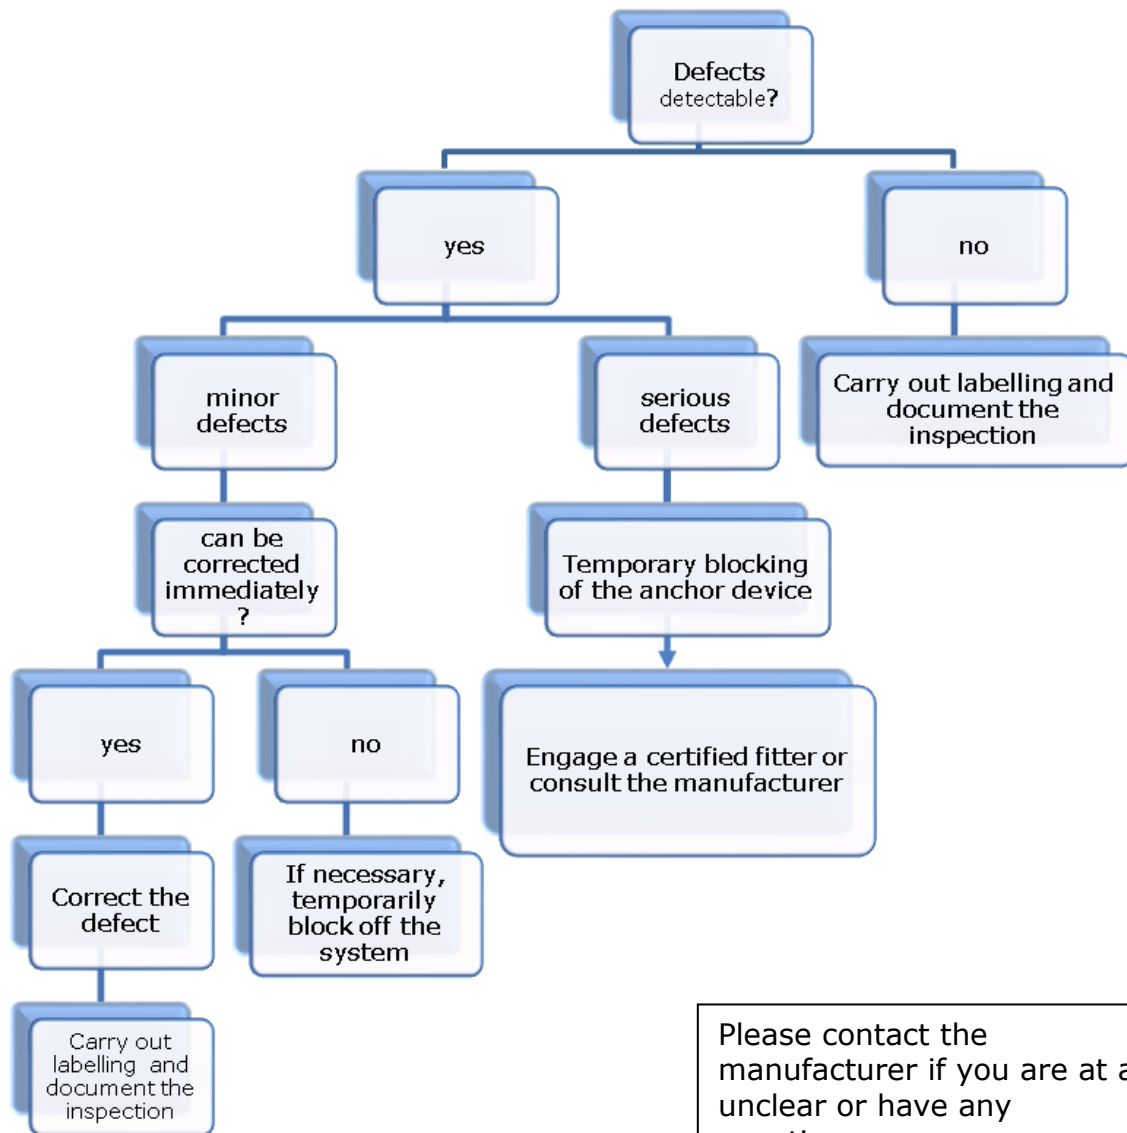 Defects
detectable?
yes
no
minor
defects
serious
defects
Carry out labelling and
document the
inspection
can be
corrected
immediately
?
Temporary blocking
of the anchor device
yes
no
Engage a certified fitter or
consult the manufacturer
Correct the
defect
If necessary,
temporarily
block off the
system
Carry out
labelling and
document the
inspection
Please contact the
manufacturer if you are at
unclear or have any